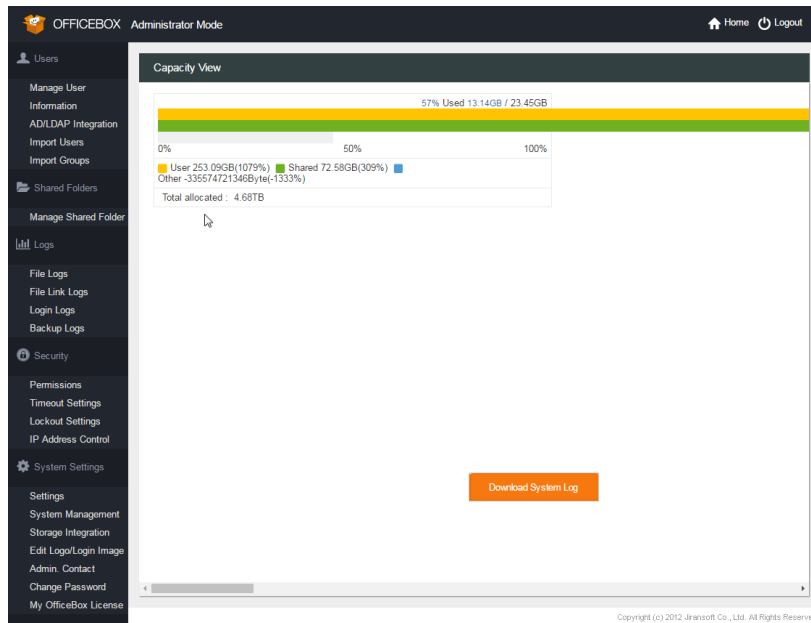 OFFICEBOX Administrator Mode
Home Logout
Users
Manage User
Information
AD/LDAP Integration
Import Users
Import Groups
Shared Folders
Manage Shared Folder
Logs
File Logs
File Link Logs
Login Logs
Backup Logs
Security
Permissions
Timeout Settings
Lockout Settings
IP Address Control
System Settings
Settings
System Management
Storage Integration
Edit Logo/Login Image
Admin. Contact
Change Password
My OfficeBox License
Capacity View
57% Used 13.14GB / 23.45GB
0% 50% 100%
User 253.09GB(1079%) Shared 72.58GB(309%)
Other -335574721346Byte(-1333%)
Total allocated : 4.68TB
Download System Log
Copyright (c) 2012 Jiransoft Co., Ltd. All Rights Reserve